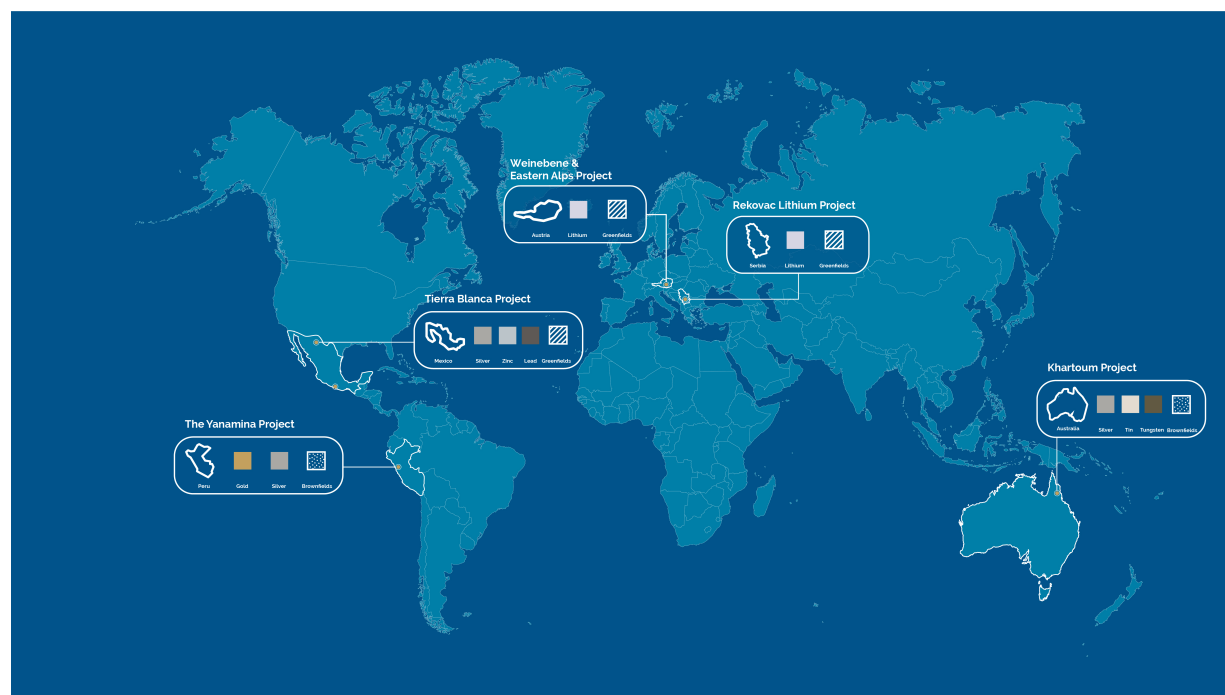 Weinebene &
Eastern Alps Project
Austria Lithium Greenfields
Rekovac Lithium Project
Serbia Lithium Greenfields
Tierra Blanca Project
Mexico Silver Zinc Lead Greenfields
Khartoum Project
Australia Silver Tin Tungsten Brownfields
The Yanamina Project
Peru Gold Silver Brownfields